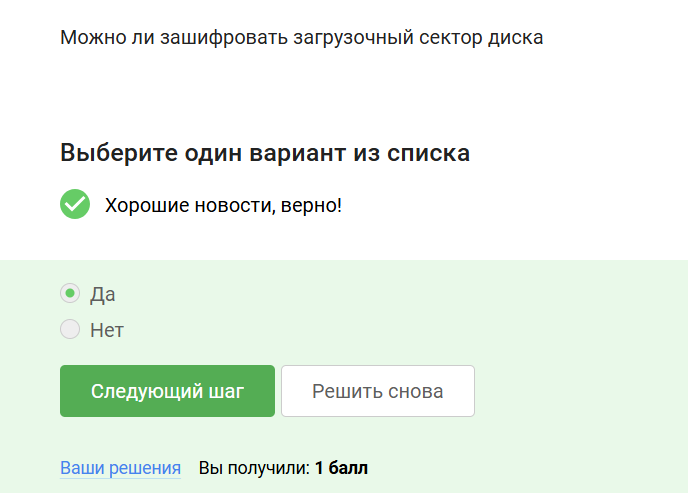 Можно ли зашифровать загрузочный сектор диска
Выберите один вариант из списка
Хорошие новости, верно!
Да
Нет
Следующий шаг Решить снова
Ваши решения Вы получили: 1 балл